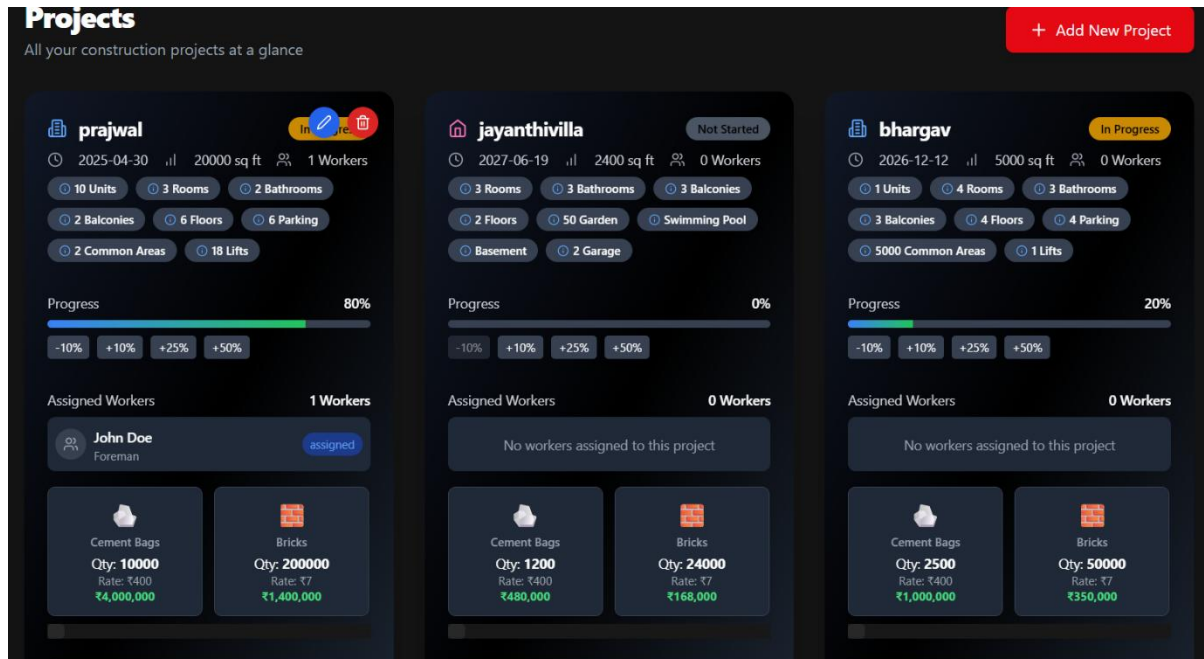 Projects
All your construction projects at a glance
+ Add New Project
prajwal
2025-04-30 20000 sq ft 1 Workers
10 Units 3 Rooms 2 Bathrooms
2 Balconies 6 Floors 6 Parking
2 Common Areas 18 Lifts
Progress 80%
-10% +10% +25% +50%
Assigned Workers 1 Workers
John Doe
Foreman
assigned
Cement Bags
Qty: 10000
Rate: ₹400
₹4,000,000
Bricks
Qty: 200000
Rate: ₹7
₹1,400,000
jayanthivilla
Not Started
2027-06-19 2400 sq ft 0 Workers
3 Rooms 3 Bathrooms 3 Balconies
2 Floors 50 Garden Swimming Pool
Basement 2 Garage
Progress 0%
-10% +10% +25% +50%
Assigned Workers 0 Workers
No workers assigned to this project
Cement Bags
Qty: 1200
Rate: ₹400
₹480,000
Bricks
Qty: 24000
Rate: ₹7
₹168,000
bhargav
In Progress
2026-12-12 5000 sq ft 0 Workers
1 Units 4 Rooms 3 Bathrooms
3 Balconies 4 Floors 4 Parking
5000 Common Areas 1 Lifts
Progress 20%
-10% +10% +25% +50%
Assigned Workers 0 Workers
No workers assigned to this project
Cement Bags
Qty: 2500
Rate: ₹400
₹1,000,000
Bricks
Qty: 50000
Rate: ₹7
₹350,000